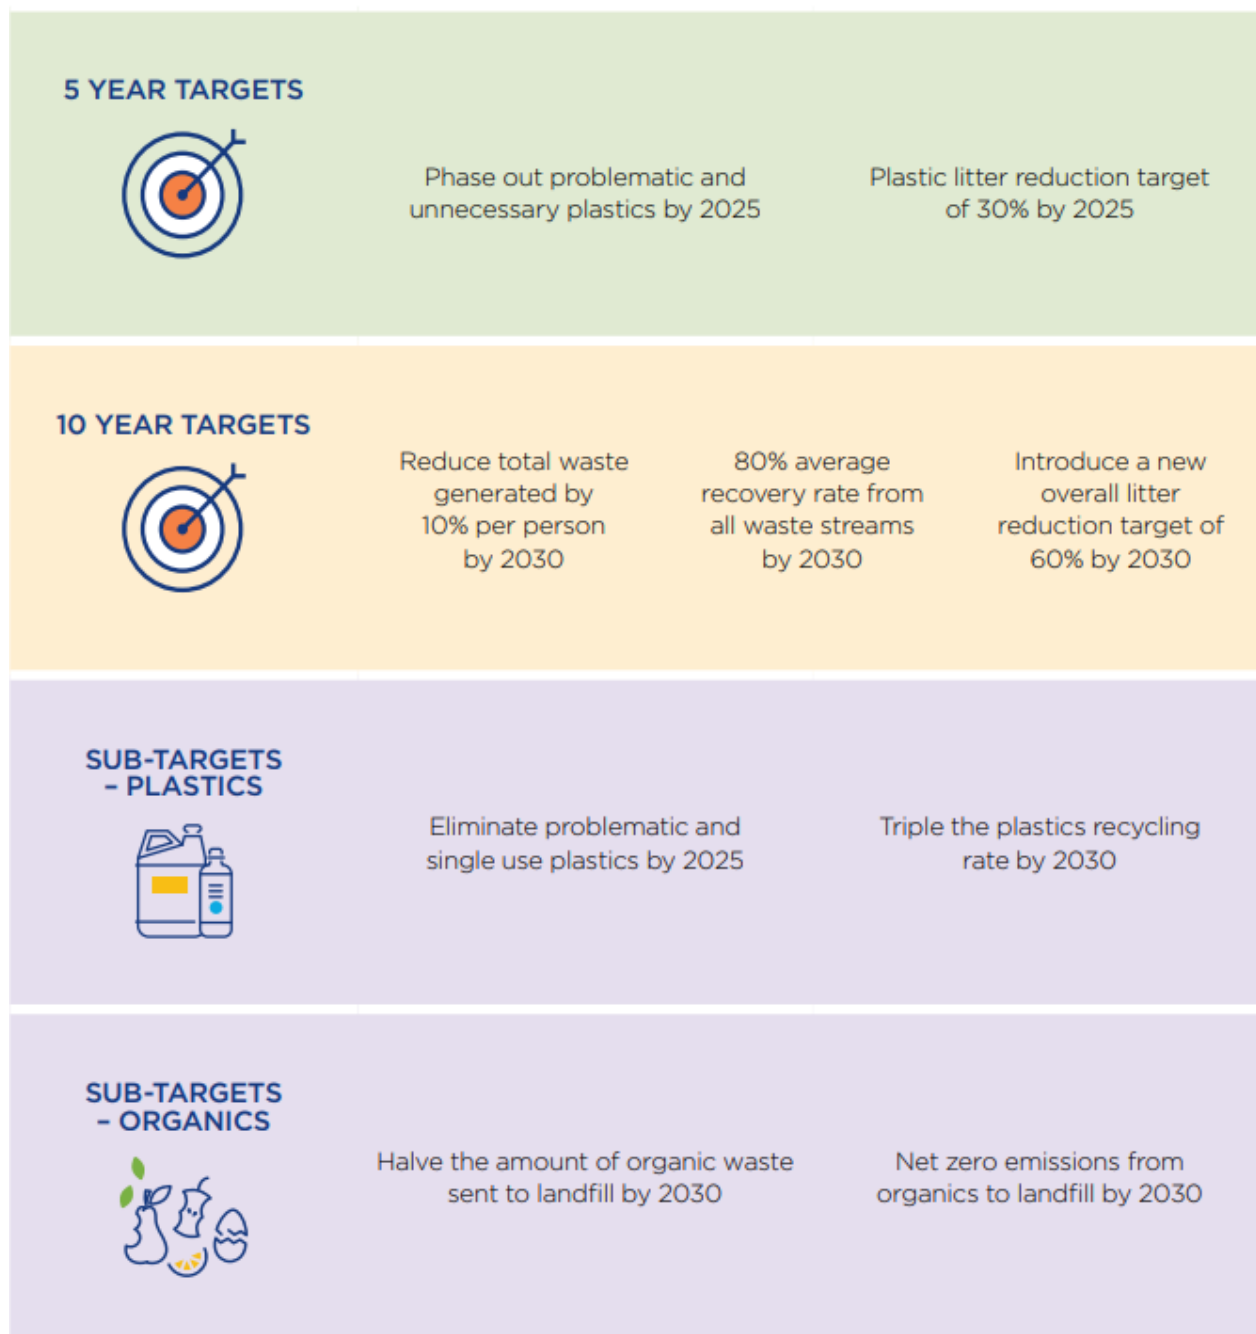 5 YEAR TARGETS
Phase out problematic and
unnecessary plastics by 2025
Plastic litter reduction target
of 30% by 2025
10 YEAR TARGETS
Reduce total waste
generated by
10% per person
by 2030
80% average
recovery rate from
all waste streams
by 2030
Introduce a new
overall litter
reduction target of
60% by 2030
SUB-TARGETS
– PLASTICS
Eliminate problematic and
single use plastics by 2025
Triple the plastics recycling
rate by 2030
SUB-TARGETS
– ORGANICS
Halve the amount of organic waste
sent to landfill by 2030
Net zero emissions from
organics to landfill by 2030